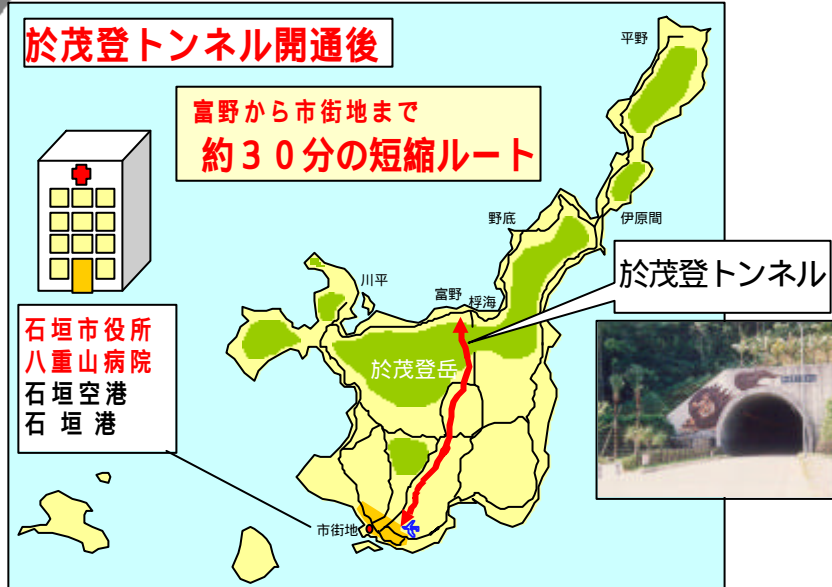 於茂登トンネル開通後
富野から市街地まで
約３０分の短縮ルート
平野
野底
伊原間
川平
富野
桴海
於茂登トンネル
於茂登岳
石垣市役所
八重山病院
石垣空港
石垣港
市街地